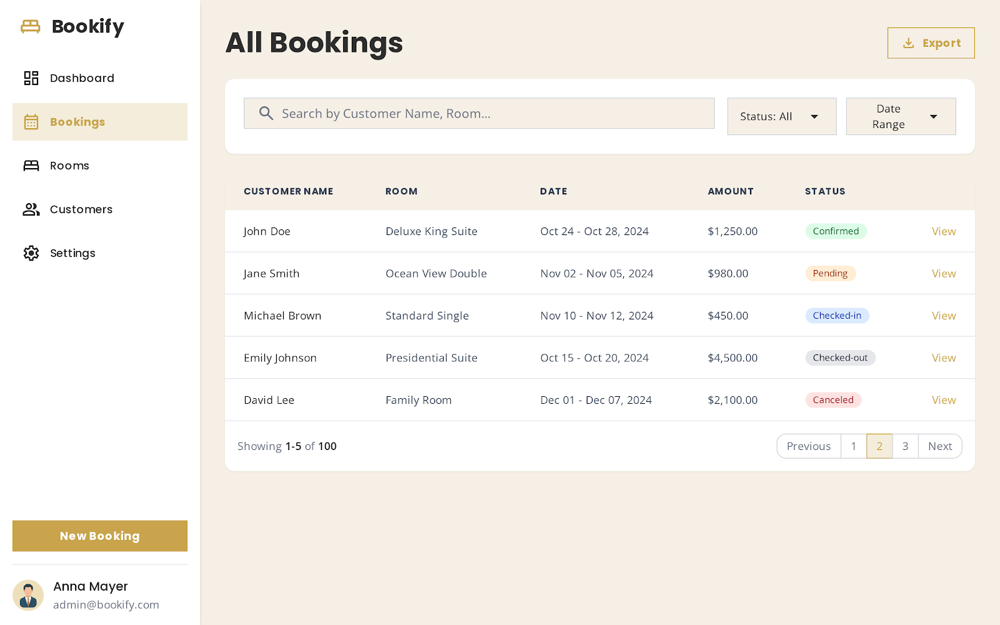 Bookify
Dashboard
Bookings
Rooms
Customers
Settings
New Booking
Anna Mayer
admin@bookify.com
All Bookings
Export
Search by Customer Name, Room...
Status: All
Date
Range
CUSTOMER NAME ROOM DATE AMOUNT STATUS
John Doe Deluxe King Suite Oct 24 - Oct 28, 2024 $1,250.00 Confirmed View
Jane Smith Ocean View Double Nov 02 - Nov 05, 2024 $980.00 Pending View
Michael Brown Standard Single Nov 10 - Nov 12, 2024 $450.00 Checked-in View
Emily Johnson Presidential Suite Oct 15 - Oct 20, 2024 $4,500.00 Checked-out View
David Lee Family Room Dec 01 - Dec 07, 2024 $2,100.00 Canceled View
Showing 1-5 of 100
Previous 1 2 3 Next